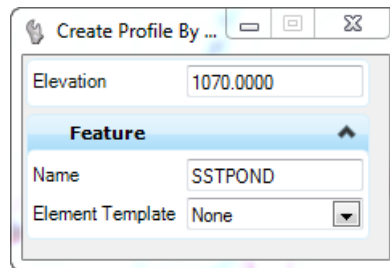 Create Profile By ...
Elevation 1070.0000
Feature
Name SSTPOND
Element Template None